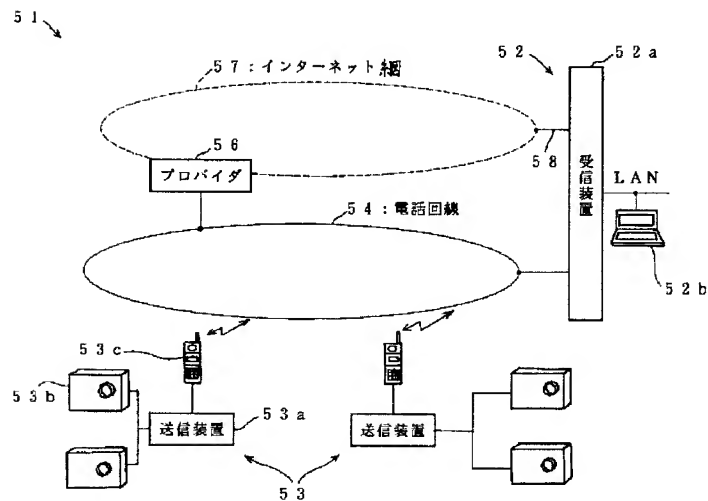 51
52a
57:インターネット網
52
56
58
プロバイダ
受信装置
LAN
54:電話回線
52b
53c
53b
53a
送信装置
送信装置
53